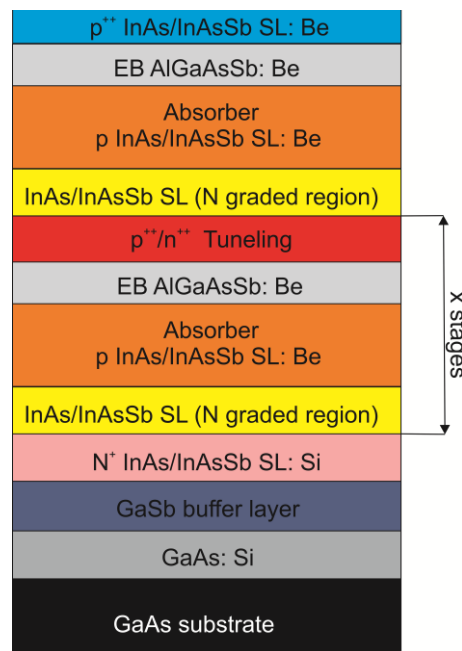 p⁺⁺ InAs/InAsSb SL: Be
EB AlGaAsSb: Be
Absorber
p InAs/InAsSb SL: Be
InAs/InAsSb SL (N graded region)
p⁺⁺/n⁺⁺ Tuneling
EB AlGaAsSb: Be
Absorber
p InAs/InAsSb SL: Be
InAs/InAsSb SL (N graded region)
x stages
N⁺ InAs/InAsSb SL: Si
GaSb buffer layer
GaAs: Si
GaAs substrate